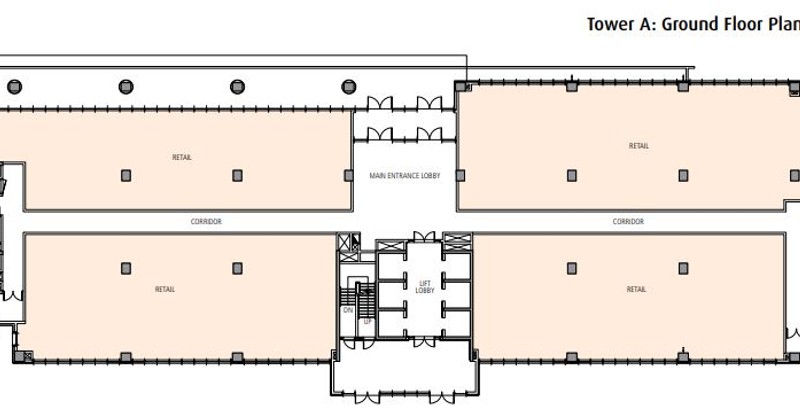 Tower A: Ground Floor Plan
RETAIL
RETAIL
MAIN ENTRANCE LOBBY
CORRIDOR
CORRIDOR
RETAIL
LIFT
LOBBY
RETAIL
DN
UP